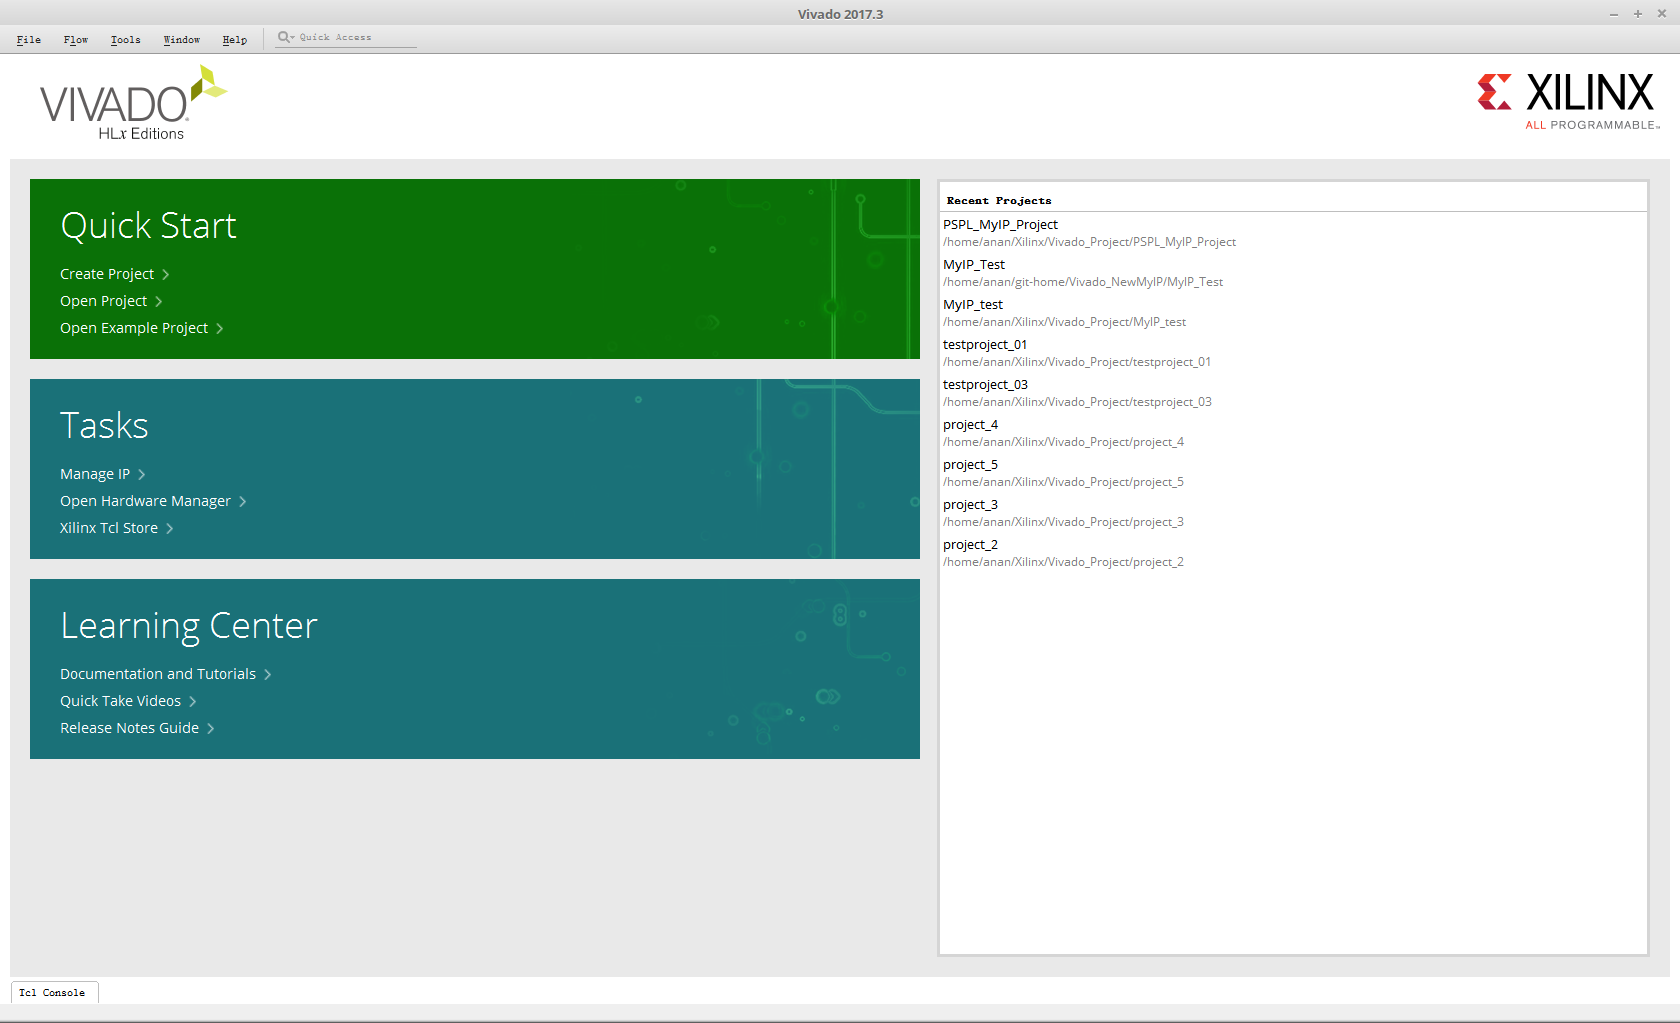 Vivado 2017.3
File Flow Tools Window Help Quick Access
VIVADO.
HLx Editions
XILINX
ALL PROGRAMMABLE™
Quick Start
Create Project
Open Project
Open Example Project
Tasks
Manage IP
Open Hardware Manager
Xilinx Tcl Store
Learning Center
Documentation and Tutorials
Quick Take Videos
Release Notes Guide
Recent Projects
PSPL_MyIP_Project
/home/anan/Xilinx/Vivado_Project/PSPL_MyIP_Project
MyIP_Test
/home/anan/git-home/Vivado_NewMyIP/MyIP_Test
MyIP_test
/home/anan/Xilinx/Vivado_Project/MyIP_test
testproject_01
/home/anan/Xilinx/Vivado_Project/testproject_01
testproject_03
/home/anan/Xilinx/Vivado_Project/testproject_03
project_4
/home/anan/Xilinx/Vivado_Project/project_4
project_5
/home/anan/Xilinx/Vivado_Project/project_5
project_3
/home/anan/Xilinx/Vivado_Project/project_3
project_2
/home/anan/Xilinx/Vivado_Project/project_2
Tcl Console